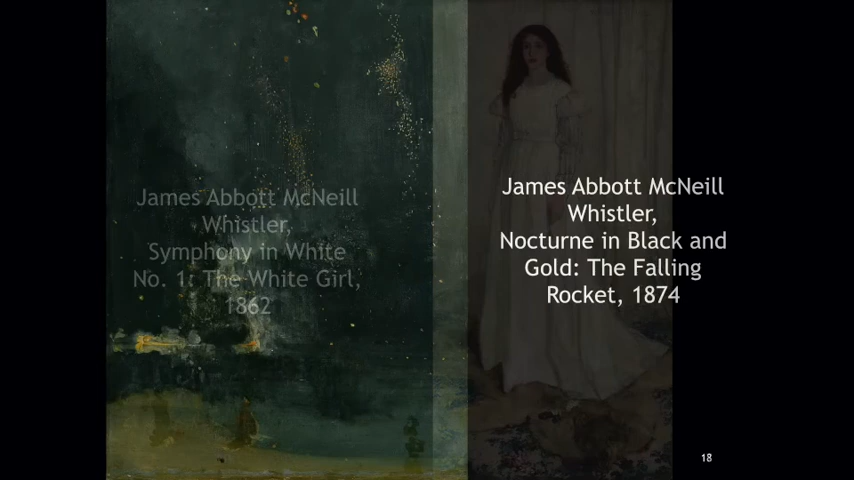 James Abbott McNeill
Whistler,
Symphony in White
No. 1: The White Girl,
1862
James Abbott McNeill
Whistler,
Nocturne in Black and
Gold: The Falling
Rocket, 1874
18